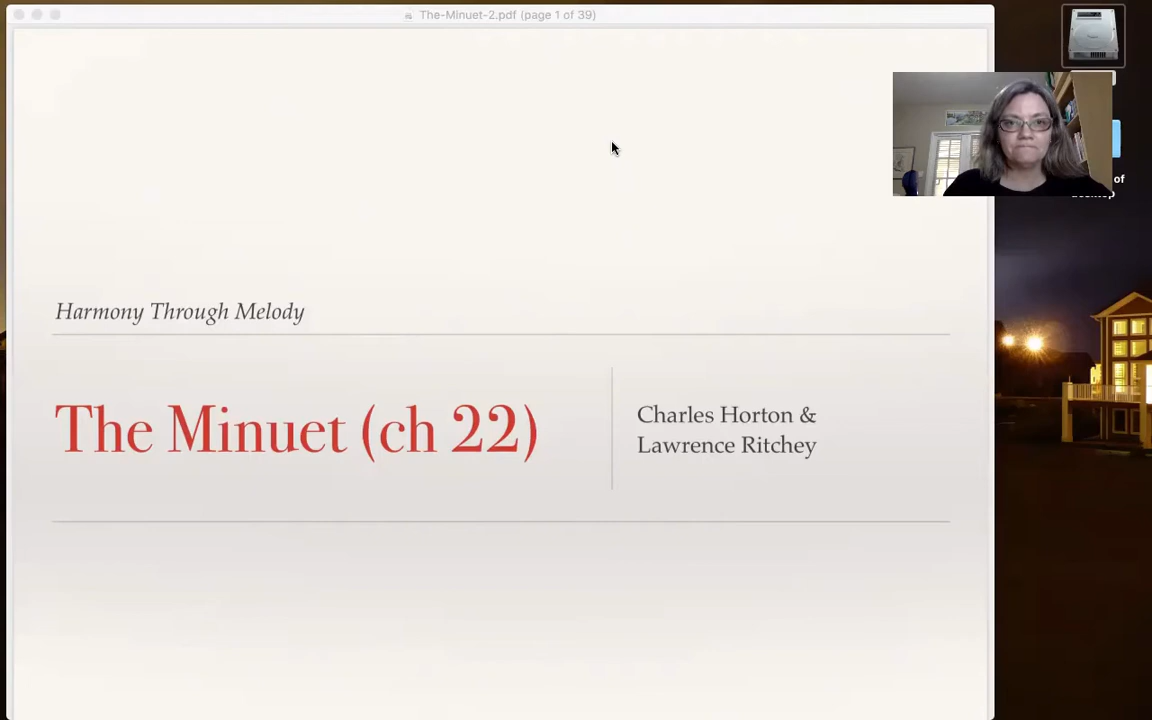 The-Minuet-2.pdf (page 1 of 39)
of
Harmony Through Melody
The Minuet (ch 22)
Charles Horton &
Lawrence Ritchey